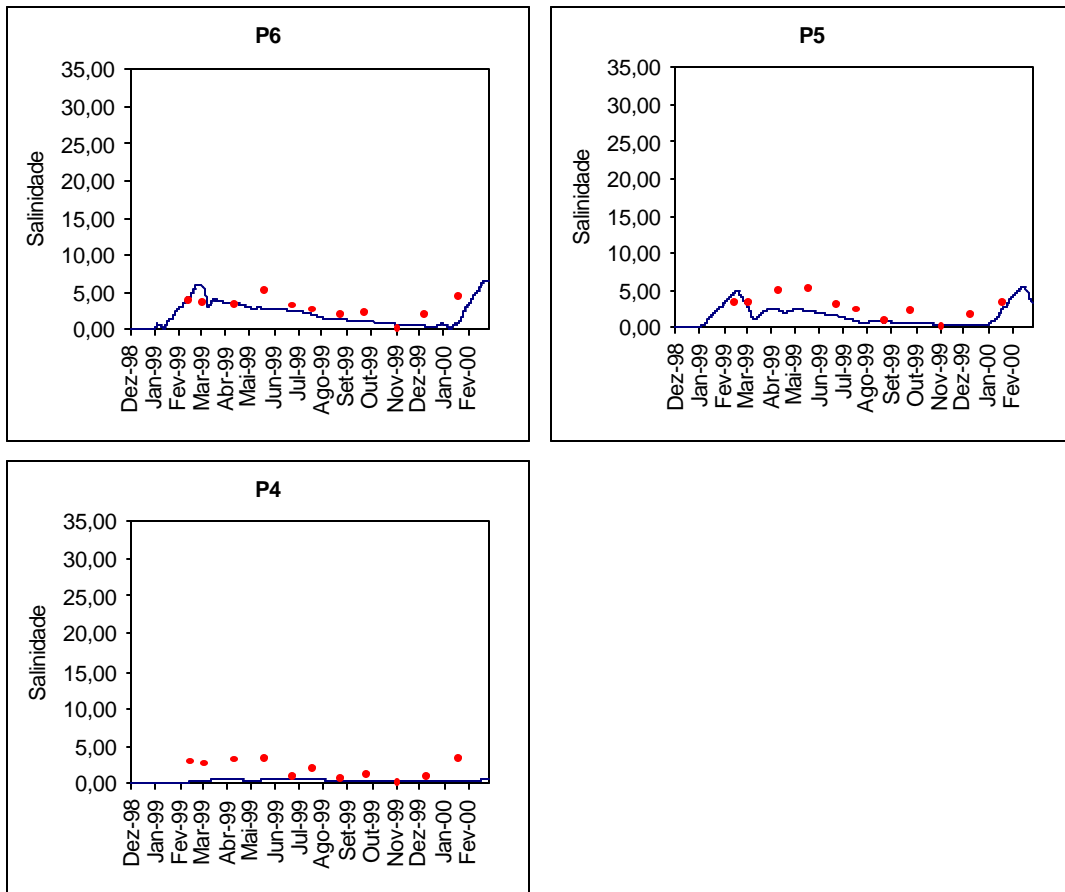 P6
35,00
30,00
25,00
20,00
15,00
10,00
5,00
0,00
Salinidade
Dez-98
Jan-99
Fev-99
Mar-99
Abr-99
Mai-99
Jun-99
Jul-99
Ago-99
Set-99
Out-99
Nov-99
Dez-99
Jan-00
Fev-00
P5
35,00
30,00
25,00
20,00
15,00
10,00
5,00
0,00
Salinidade
Dez-98
Jan-99
Fev-99
Mar-99
Abr-99
Mai-99
Jun-99
Jul-99
Ago-99
Set-99
Out-99
Nov-99
Dez-99
Jan-00
Fev-00
P4
35,00
30,00
25,00
20,00
15,00
10,00
5,00
0,00
Salinidade
Dez-98
Jan-99
Fev-99
Mar-99
Abr-99
Mai-99
Jun-99
Jul-99
Ago-99
Set-99
Out-99
Nov-99
Dez-99
Jan-00
Fev-00